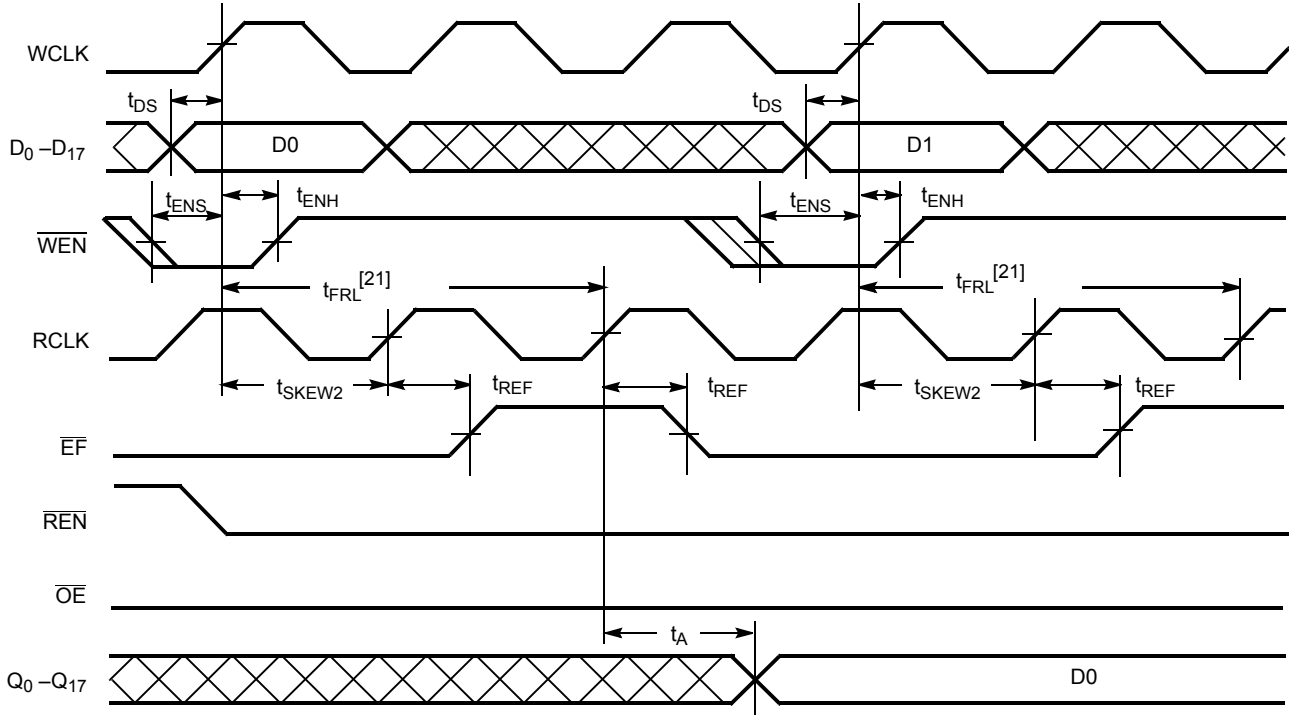 WCLK
tDS tDS
D0 –D17 D0 D1
tENS tENH tENS tENH
WEN
tFRL[21] tFRL[21]
RCLK
tSKEW2 tREF tREF tSKEW2 tREF
EF
REN
OE
tA
Q0 –Q17 D0